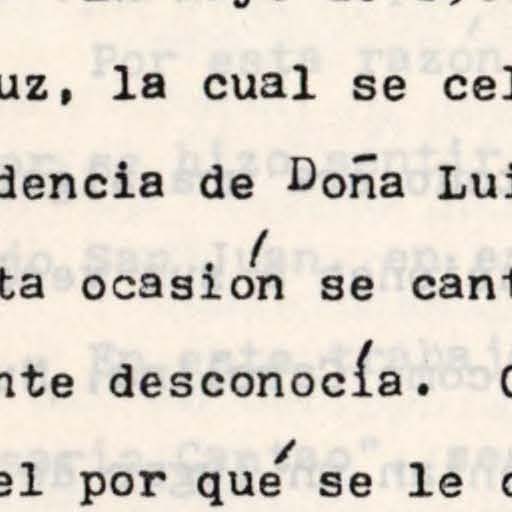 uz, la cual se cel
dencia de Doña Lui
ta ocasión se cant
nte desconocía.
el por qué se le